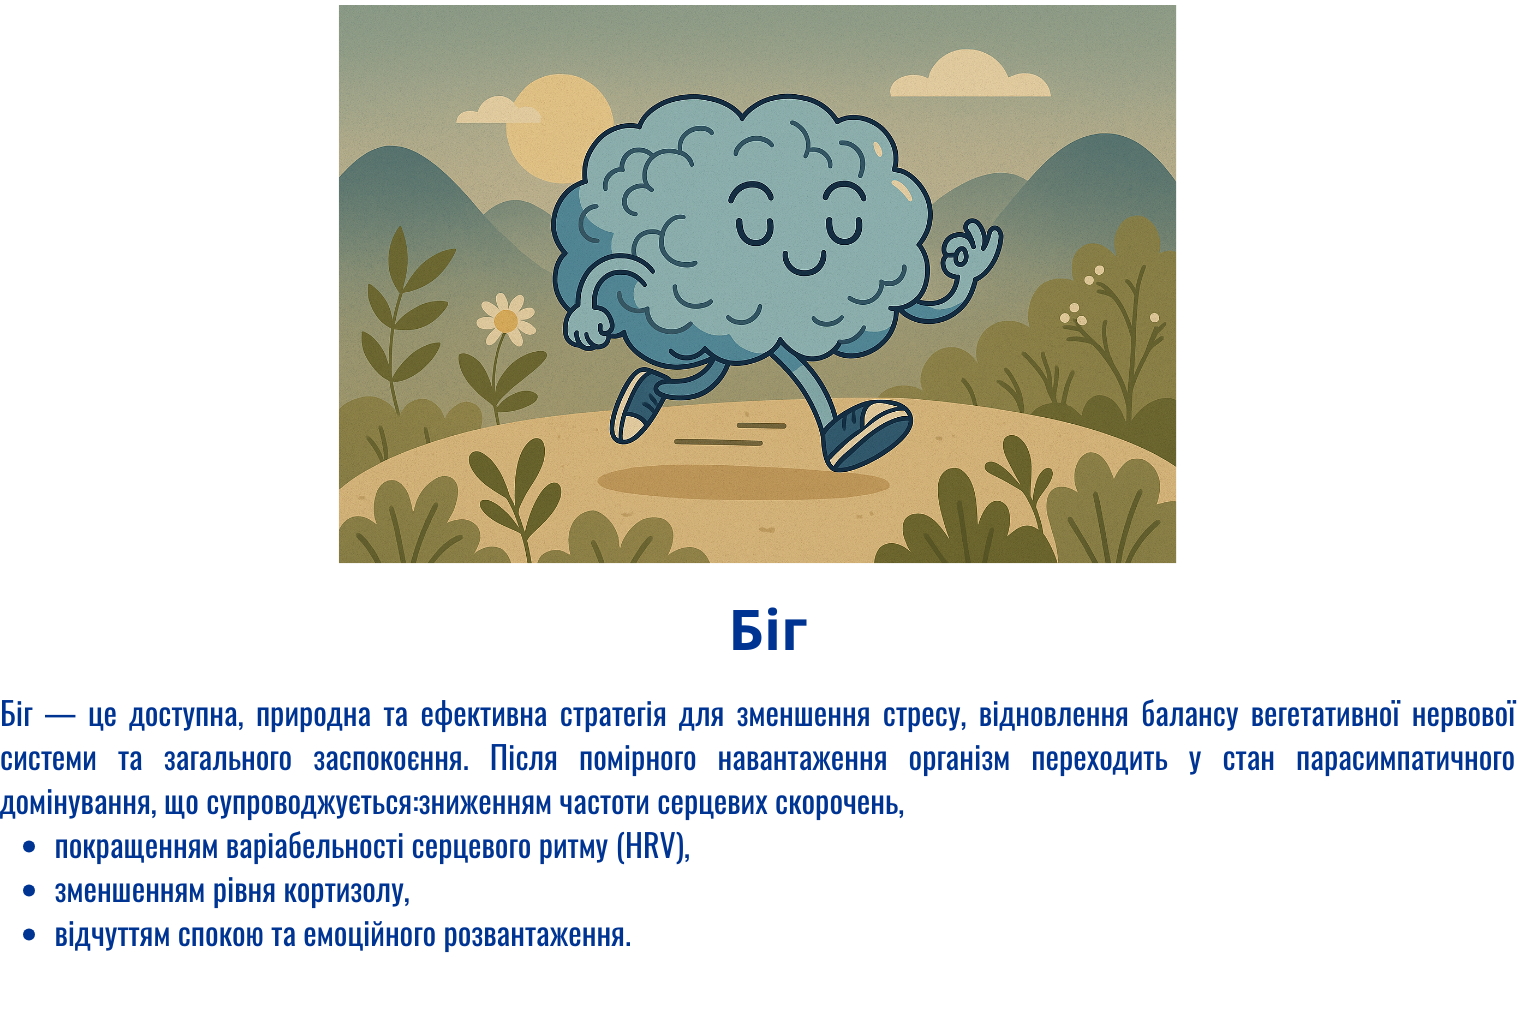 Біг
Біг — це доступна, природна та ефективна стратегія для зменшення стресу, відновлення балансу вегетативної нервової
системи та загального заспокоєння. Після помірного навантаження організм переходить у стан парасимпатичного
домінування, що супроводжується:зниженням частоти серцевих скорочень,
• покращенням варіабельності серцевого ритму (HRV),
• зменшенням рівня кортизолу,
• відчуттям спокою та емоційного розвантаження.